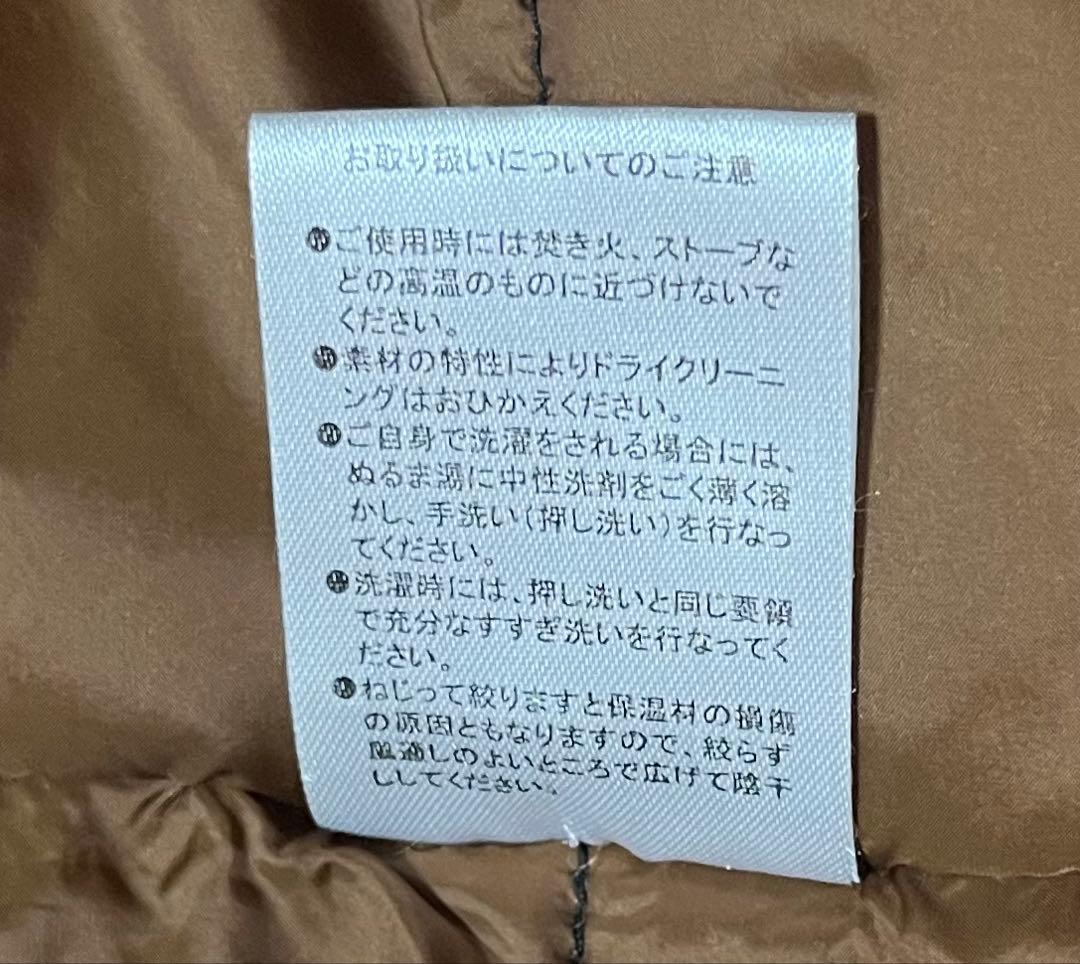 お取り扱いについてのご注意
●ご使用時には焚き火、ストーブな
どの高温のものに近づけないで
ください。
●素材の特性によりドライクリーニ
ングはおひかえください。
●ご自身で洗濯をされる場合には、
ぬるま湯に中性洗剤をごく薄く溶
かし、手洗い(押し洗い)を行なっ
てください。
●洗濯時には、押し洗いと同じ要領
で充分なすすぎ洗いを行なってく
ださい。
●ねじって絞りますと保温材の損傷
の原因ともなりますので、絞らず
風通しのよいところで広げて陰干
ししてください。